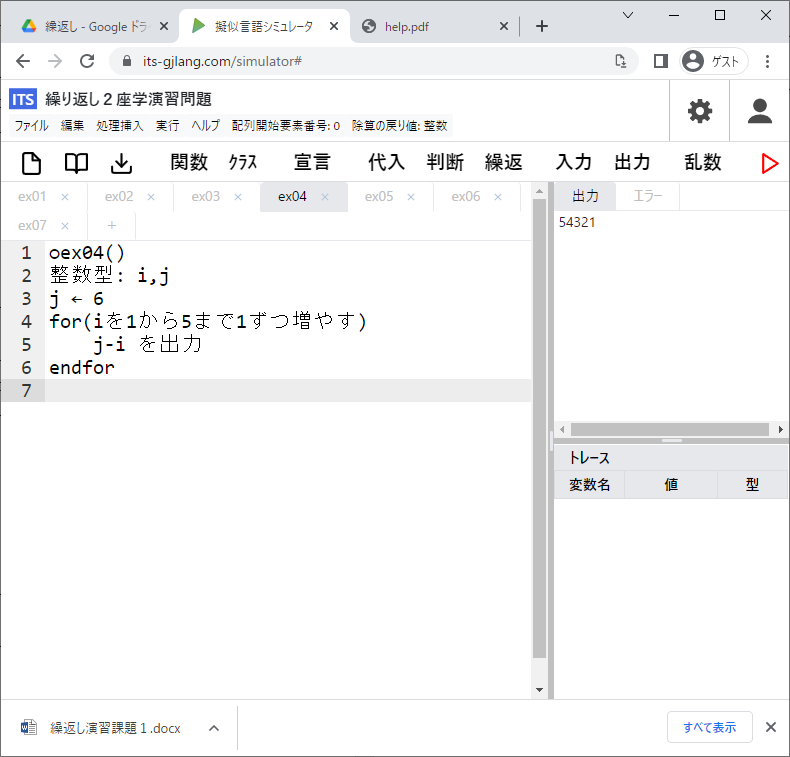 繰返し - Google ドラ
擬似言語シミュレータ
help.pdf
its-gjlang.com/simulator#
ゲスト
ITS 繰り返し２座学演習問題
ファイル 編集 処理挿入 実行 ヘルプ 配列開始要素番号: 0 除算の戻り値: 整数
関数 ｸﾗｽ 宣言 代入 判断 繰返 入力 出力 乱数
ex01 × ex02 × ex03 × ex04 × ex05 × ex06 ×
ex07 × +
出力 エラー
54321
1 oex04()
2 整数型: i,j
3 j ← 6
4 for(iを1から5まで1ずつ増やす)
5 j-i を出力
6 endfor
7
トレース
変数名 値 型
繰返し演習課題１.docx
すべて表示